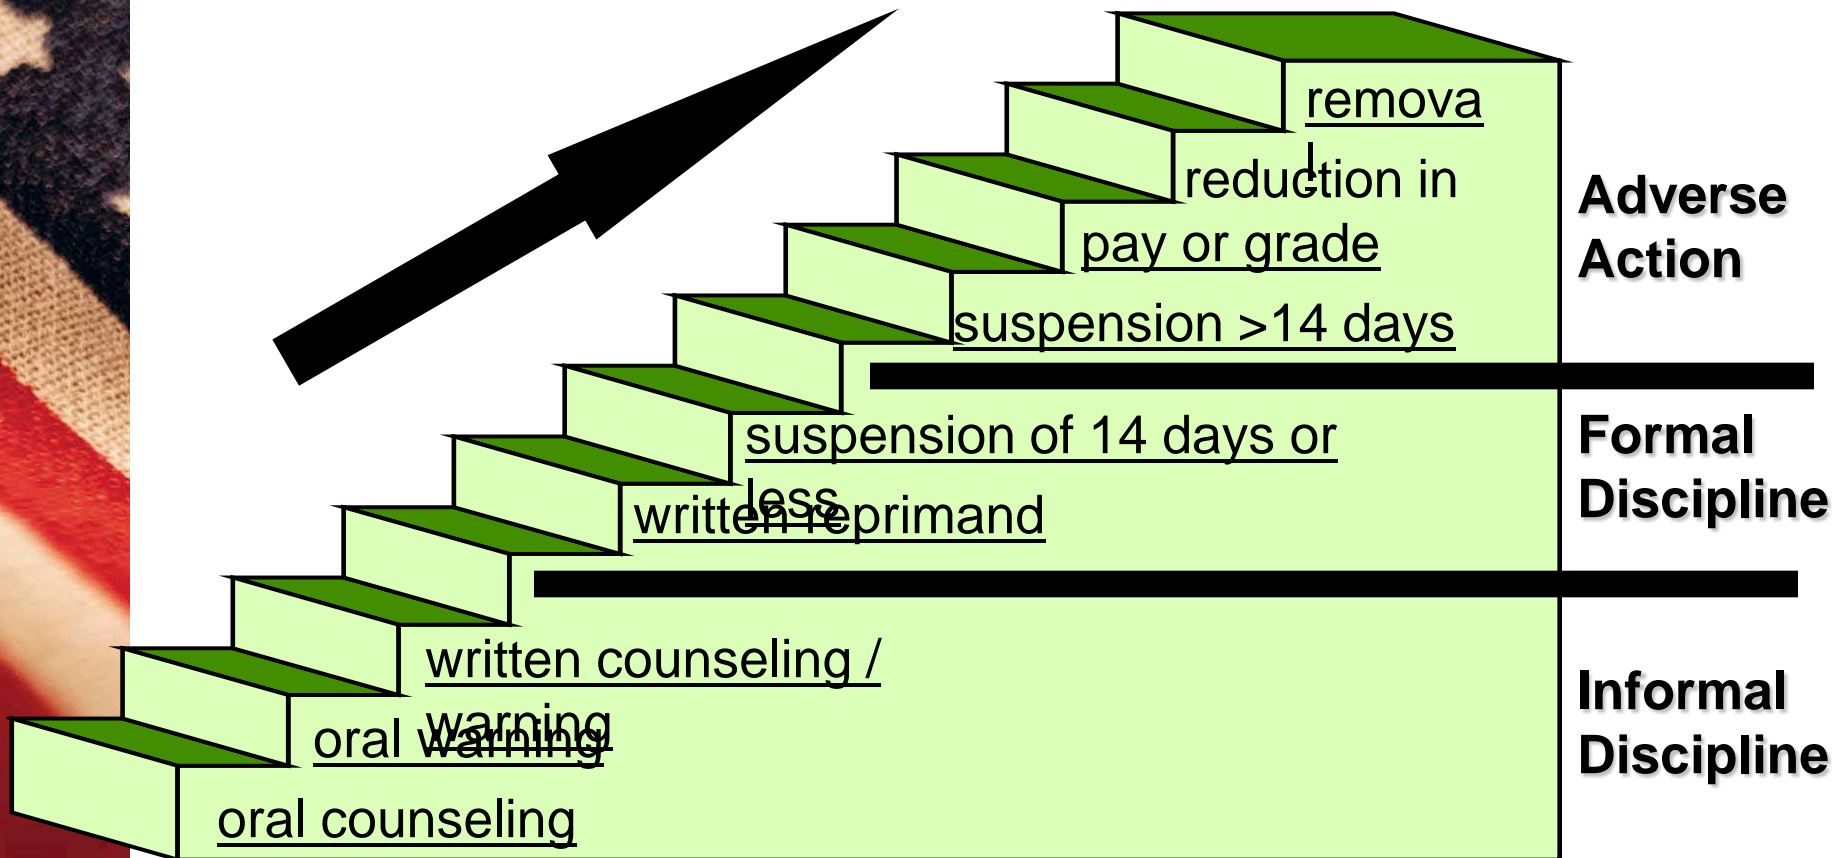 remova
l
reduction in
pay or grade
suspension >14 days
Adverse
Action
suspension of 14 days or
less
written reprimand
Formal
Discipline
written counseling /
warning
oral warning
oral counseling
Informal
Discipline